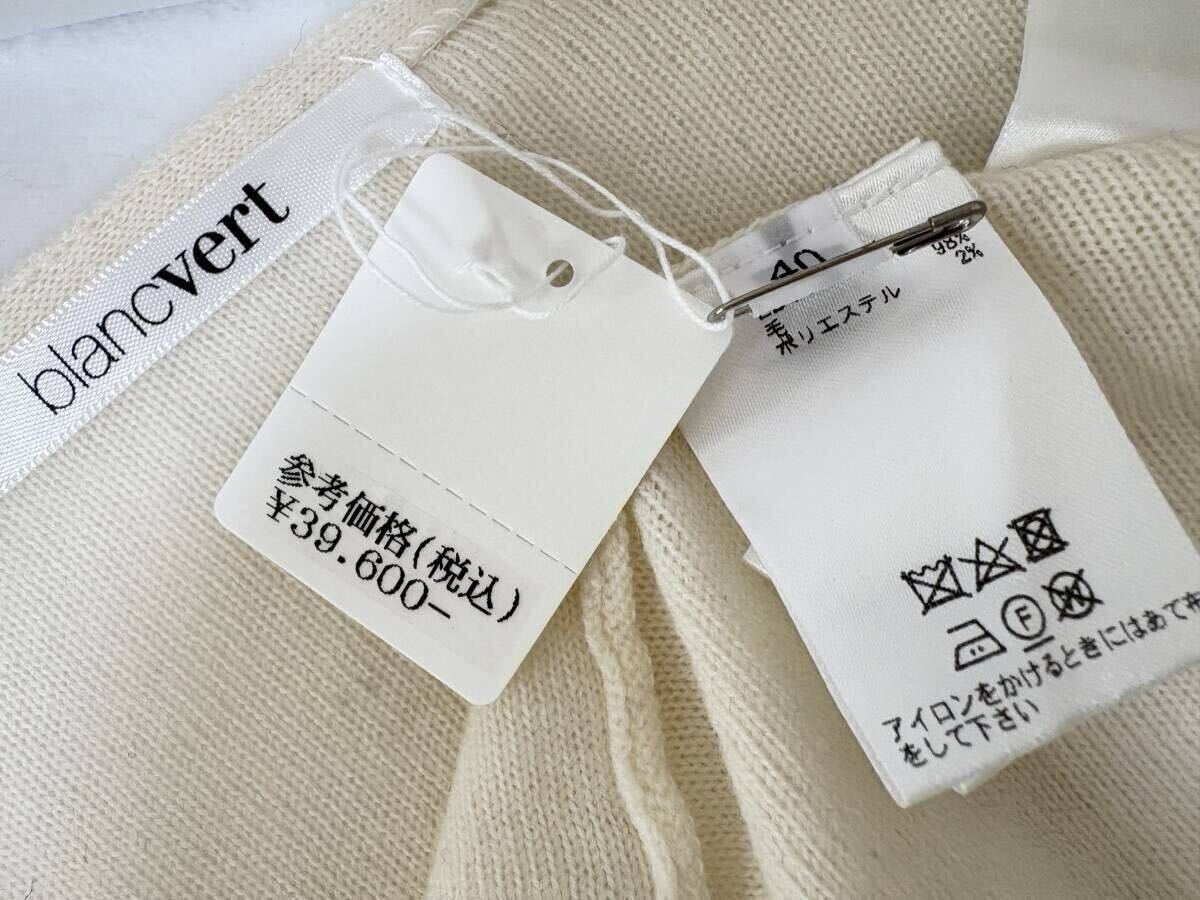 blancvert
参考価格(税込)
¥39.600-
40
毛 98%
ポリエステル 2%
F
アイロンをかけるときにはあて布
をして下さい